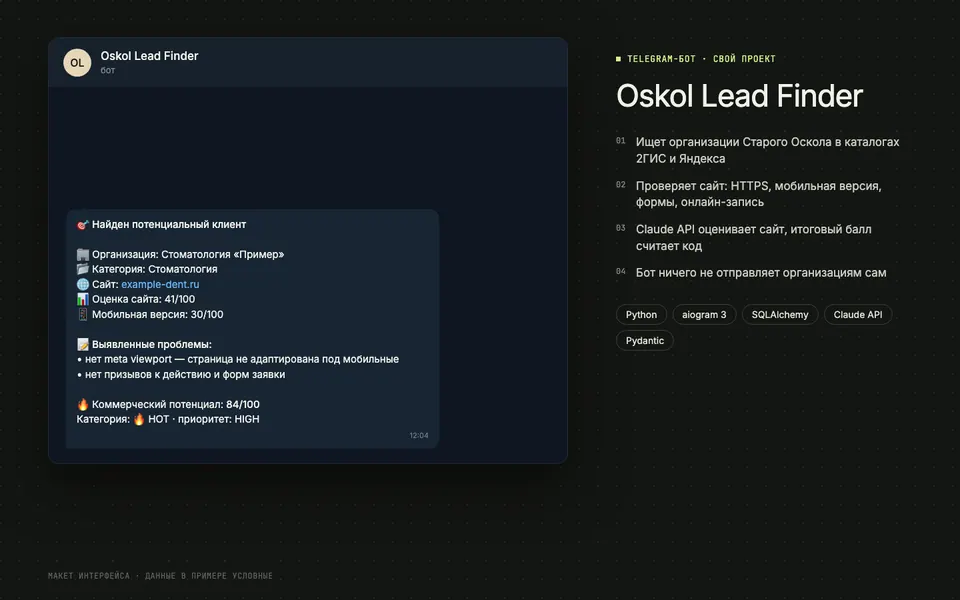 OL
Oskol Lead Finder
бот
🎯 Найден потенциальный клиент
🏢 Организация: Стоматология «Пример»
📂 Категория: Стоматология
🌐 Сайт: example-dent.ru
📊 Оценка сайта: 41/100
📱 Мобильная версия: 30/100
📝 Выявленные проблемы:
• нет meta viewport — страница не адаптирована под мобильные
• нет призывов к действию и форм заявки
🔥 Коммерческий потенциал: 84/100
Категория: 🔥 HOT · приоритет: HIGH
12:04
TELEGRAM-БОТ · СВОЙ ПРОЕКТ
Oskol Lead Finder
01 Ищет организации Старого Оскола в каталогах
2ГИС и Яндекса
02 Проверяет сайт: HTTPS, мобильная версия,
формы, онлайн-запись
03 Claude API оценивает сайт, итоговый балл
считает код
04 Бот ничего не отправляет организациям сам
Python
aiogram 3
SQLAlchemy
Claude API
Pydantic
МАКЕТ ИНТЕРФЕЙСА · ДАННЫЕ В ПРИМЕРЕ УСЛОВНЫЕ